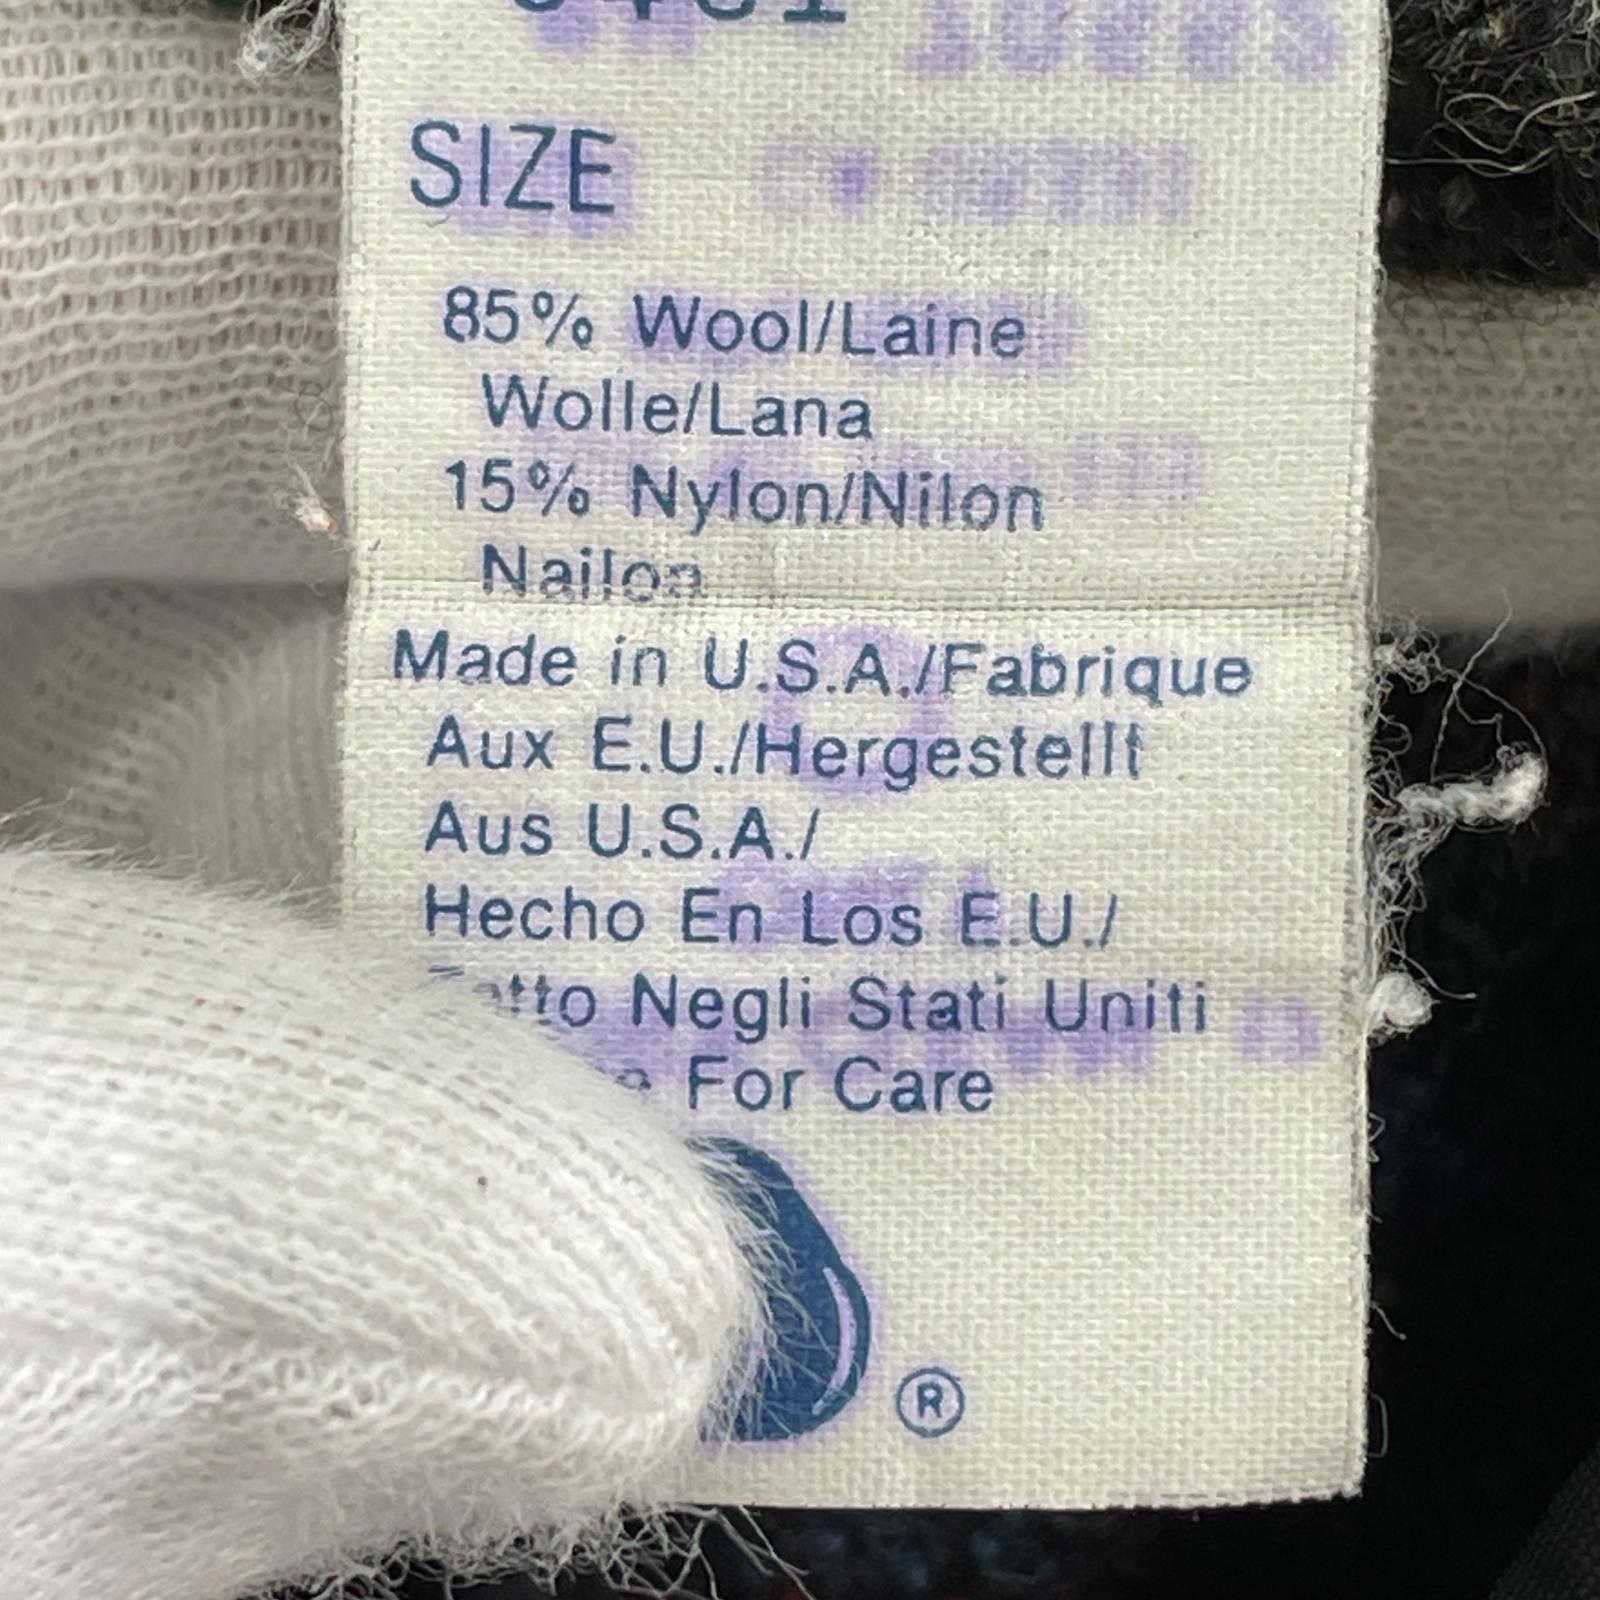 SIZE
85% Wool/Laine
Wolle/Lana
15% Nylon/Nilon
Nailon
Made in U.S.A./Fabrique
Aux E.U./Hergestellt
Aus U.S.A./
Hecho En Los E.U./
Negli Stati Uniti
For Care
®